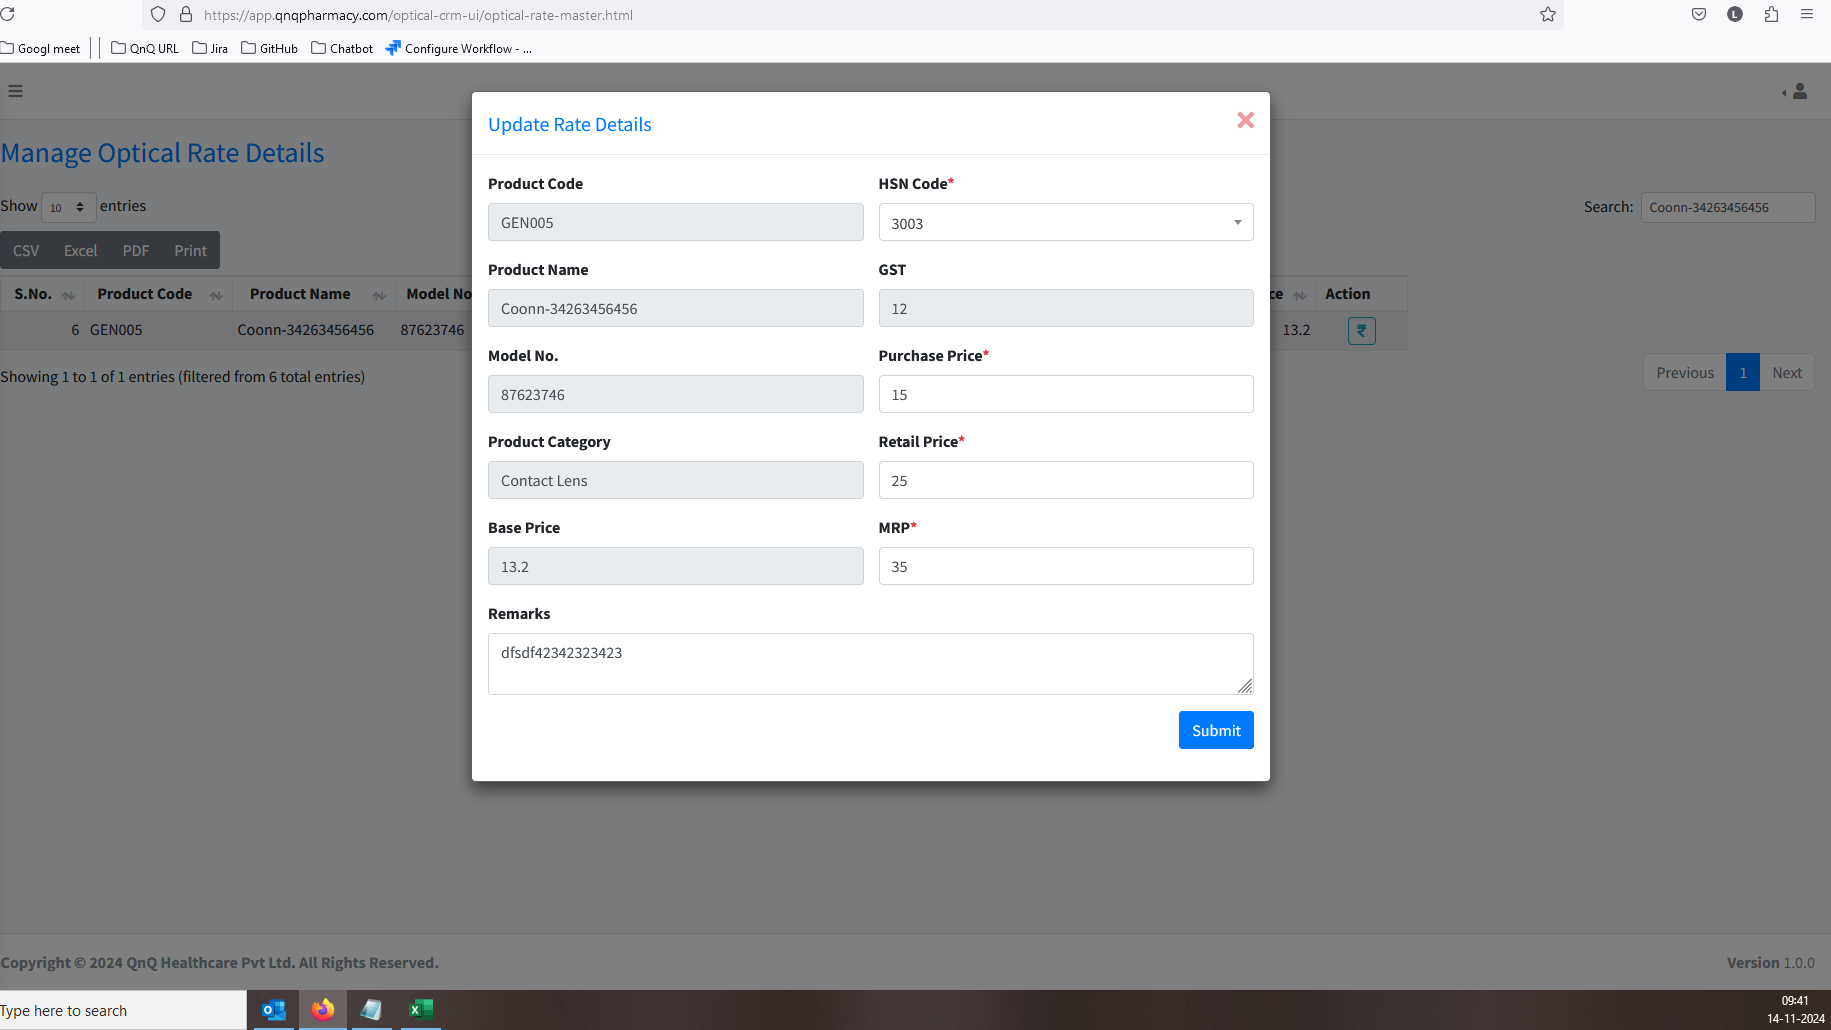 https://app.qnqpharmacy.com/optical-crm-ui/optical-rate-master.html
L
Googl meet
QnQ URL
Jira
GitHub
Chatbot
Configure Workflow - ...
Manage Optical Rate Details
Show 10 entries
Search: Coonn-34263456456
CSV Excel PDF Print
S.No. Product Code Product Name Model No ce Action
6 GEN005 Coonn-34263456456 87623746 13.2 ₹
Showing 1 to 1 of 1 entries (filtered from 6 total entries)
Previous 1 Next
Update Rate Details
Product Code
GEN005
HSN Code*
3003
Product Name
Coonn-34263456456
GST
12
Model No.
87623746
Purchase Price*
15
Product Category
Contact Lens
Retail Price*
25
Base Price
13.2
MRP*
35
Remarks
dfsdf42342323423
Submit
Copyright © 2024 QnQ Healthcare Pvt Ltd. All Rights Reserved.
Version 1.0.0
Type here to search
09:41
14-11-2024